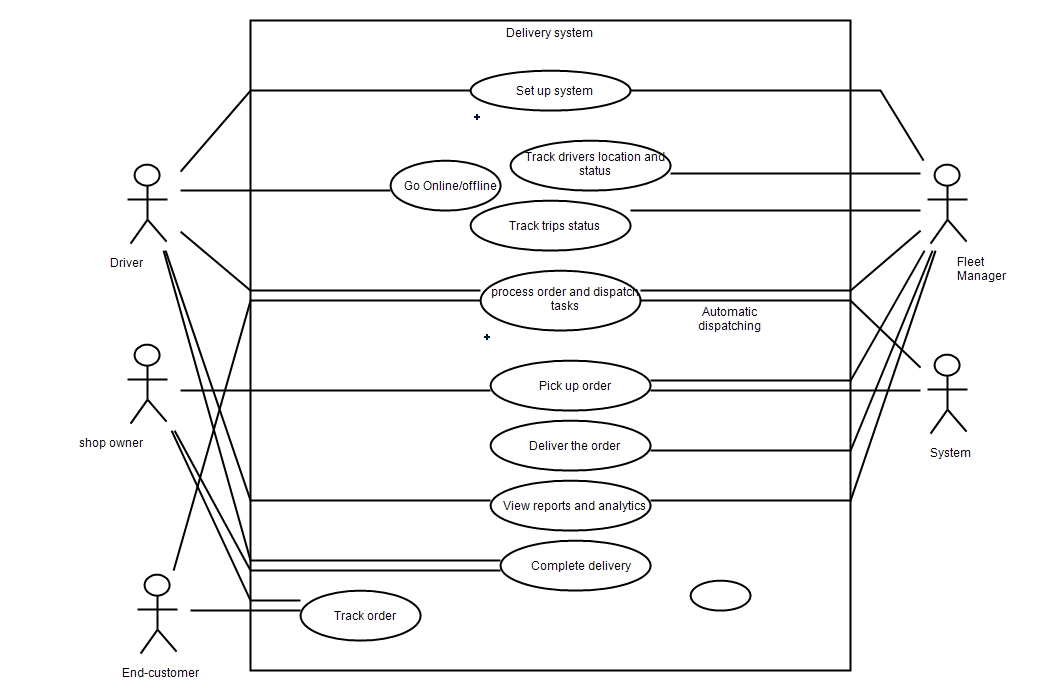 Delivery system
Set up system
Track drivers location and
status
Go Online/offline
Track trips status
Driver
Fleet
Manager
process order and dispatch
tasks
Automatic
dispatching
Pick up order
shop owner
Deliver the order
System
View reports and analytics
Complete delivery
Track order
End-customer